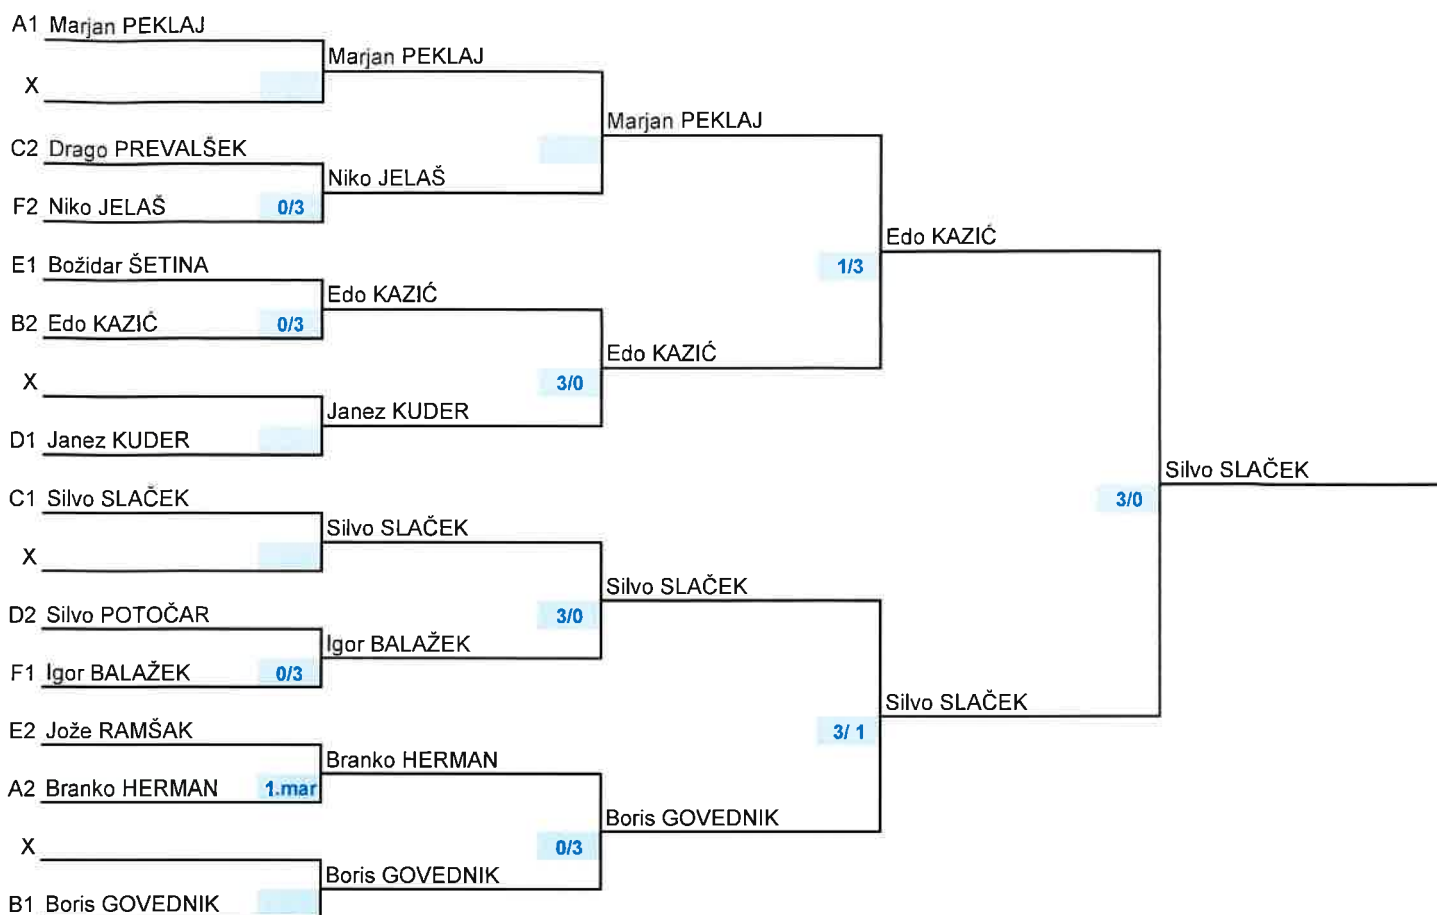 A1 Marjan PEKLAJ
Marjan PEKLAJ
X
Marjan PEKLAJ
C2 Drago PREVALŠEK
Niko JELAŠ
F2 Niko JELAŠ 0/3
Edo KAZIĆ
E1 Božidar ŠETINA
1/3
Edo KAZIĆ
B2 Edo KAZIĆ 0/3
Edo KAZIĆ
X
3/0
Janez KUDER
D1 Janez KUDER
Silvo SLAČEK
C1 Silvo SLAČEK
3/0
Silvo SLAČEK
X
Silvo SLAČEK
D2 Silvo POTOČAR
3/0
Igor BALAŽEK
F1 Igor BALAŽEK 0/3
Silvo SLAČEK
E2 Jože RAMŠAK
3/ 1
Branko HERMAN
A2 Branko HERMAN 1.mar
Boris GOVEDNIK
X
0/3
Boris GOVEDNIK
B1 Boris GOVEDNIK